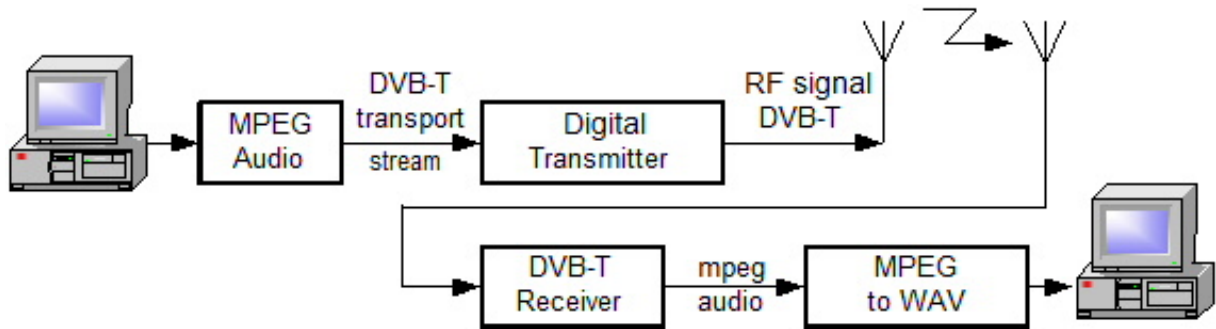 MPEG
Audio
DVB-T
transport
stream
Digital
Transmitter
RF signal
DVB-T
DVB-T
Receiver
mpeg
audio
MPEG
to WAV